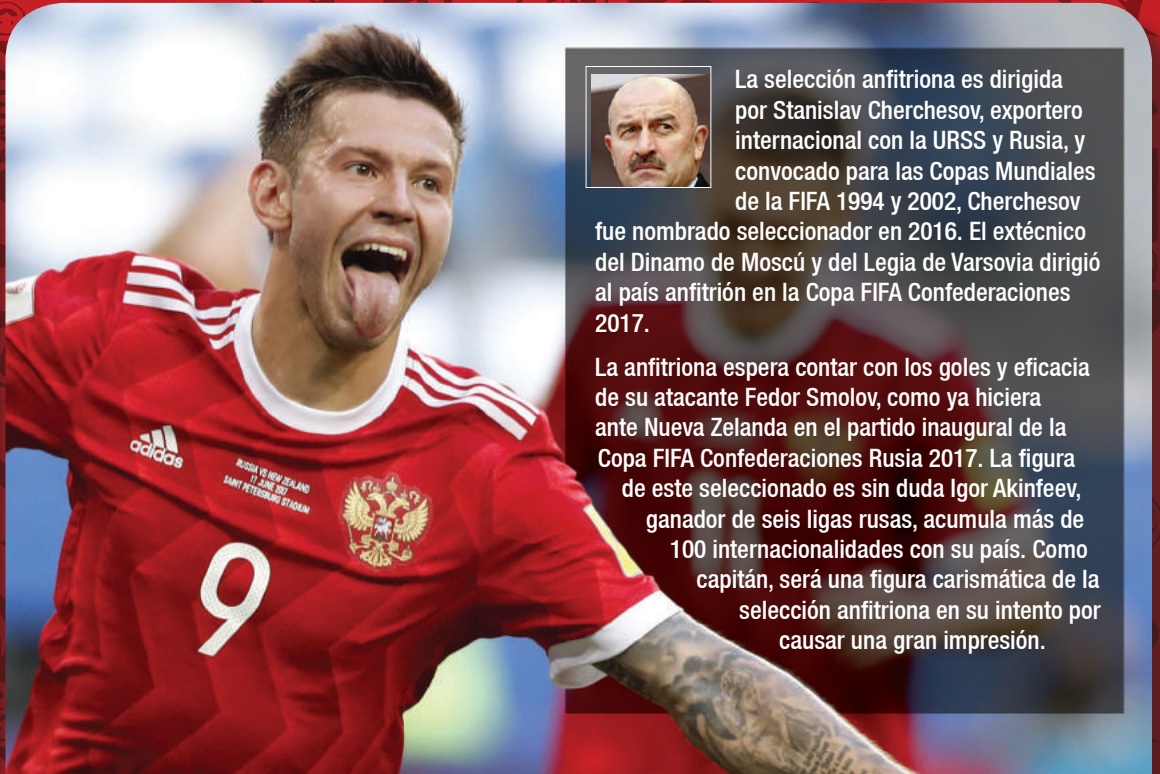 La selección anfitriona es dirigida
por Stanislav Cherchesov, exportero
internacional con la URSS y Rusia, y
convocado para las Copas Mundiales
de la FIFA 1994 y 2002, Cherchesov
fue nombrado seleccionador en 2016. El extécnico
del Dinamo de Moscú y del Legia de Varsovia dirigió
al país anfitrión en la Copa FIFA Confederaciones
2017.
La anfitriona espera contar con los goles y eficacia
de su atacante Fedor Smolov, como ya hiciera
ante Nueva Zelanda en el partido inaugural de la
Copa FIFA Confederaciones Rusia 2017. La figura
de este seleccionado es sin duda Igor Akinfeev,
ganador de seis ligas rusas, acumula más de
100 internacionalidades con su país. Como
capitán, será una figura carismática de la
selección anfitriona en su intento por
causar una gran impresión.
adidas
RUSSIA VS NEW ZEALAND
17 JUNE 2017
SAINT PETERSBURG STADIUM
9